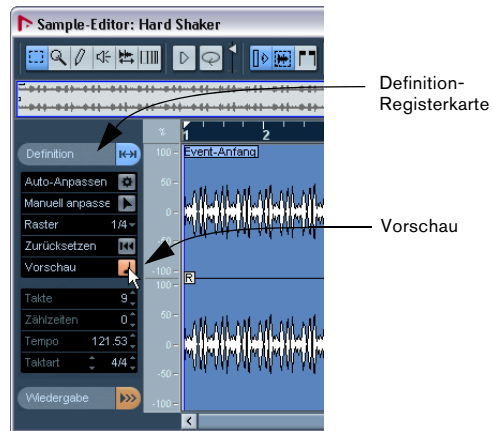 Sample-Editor: Hard Shaker
Definition-
Registerkarte
% 1 2
Definition
100 Event-Anfang
Auto-Anpassen
50
Manuell anpasse
Raster 1/4
0
Zurücksetzen
-50
Vorschau
Vorschau
-100
100 R
Takte 9
50
Zählzeiten 0
Tempo 121.53
0
Taktart 4/4
-50
Wiedergabe
-100